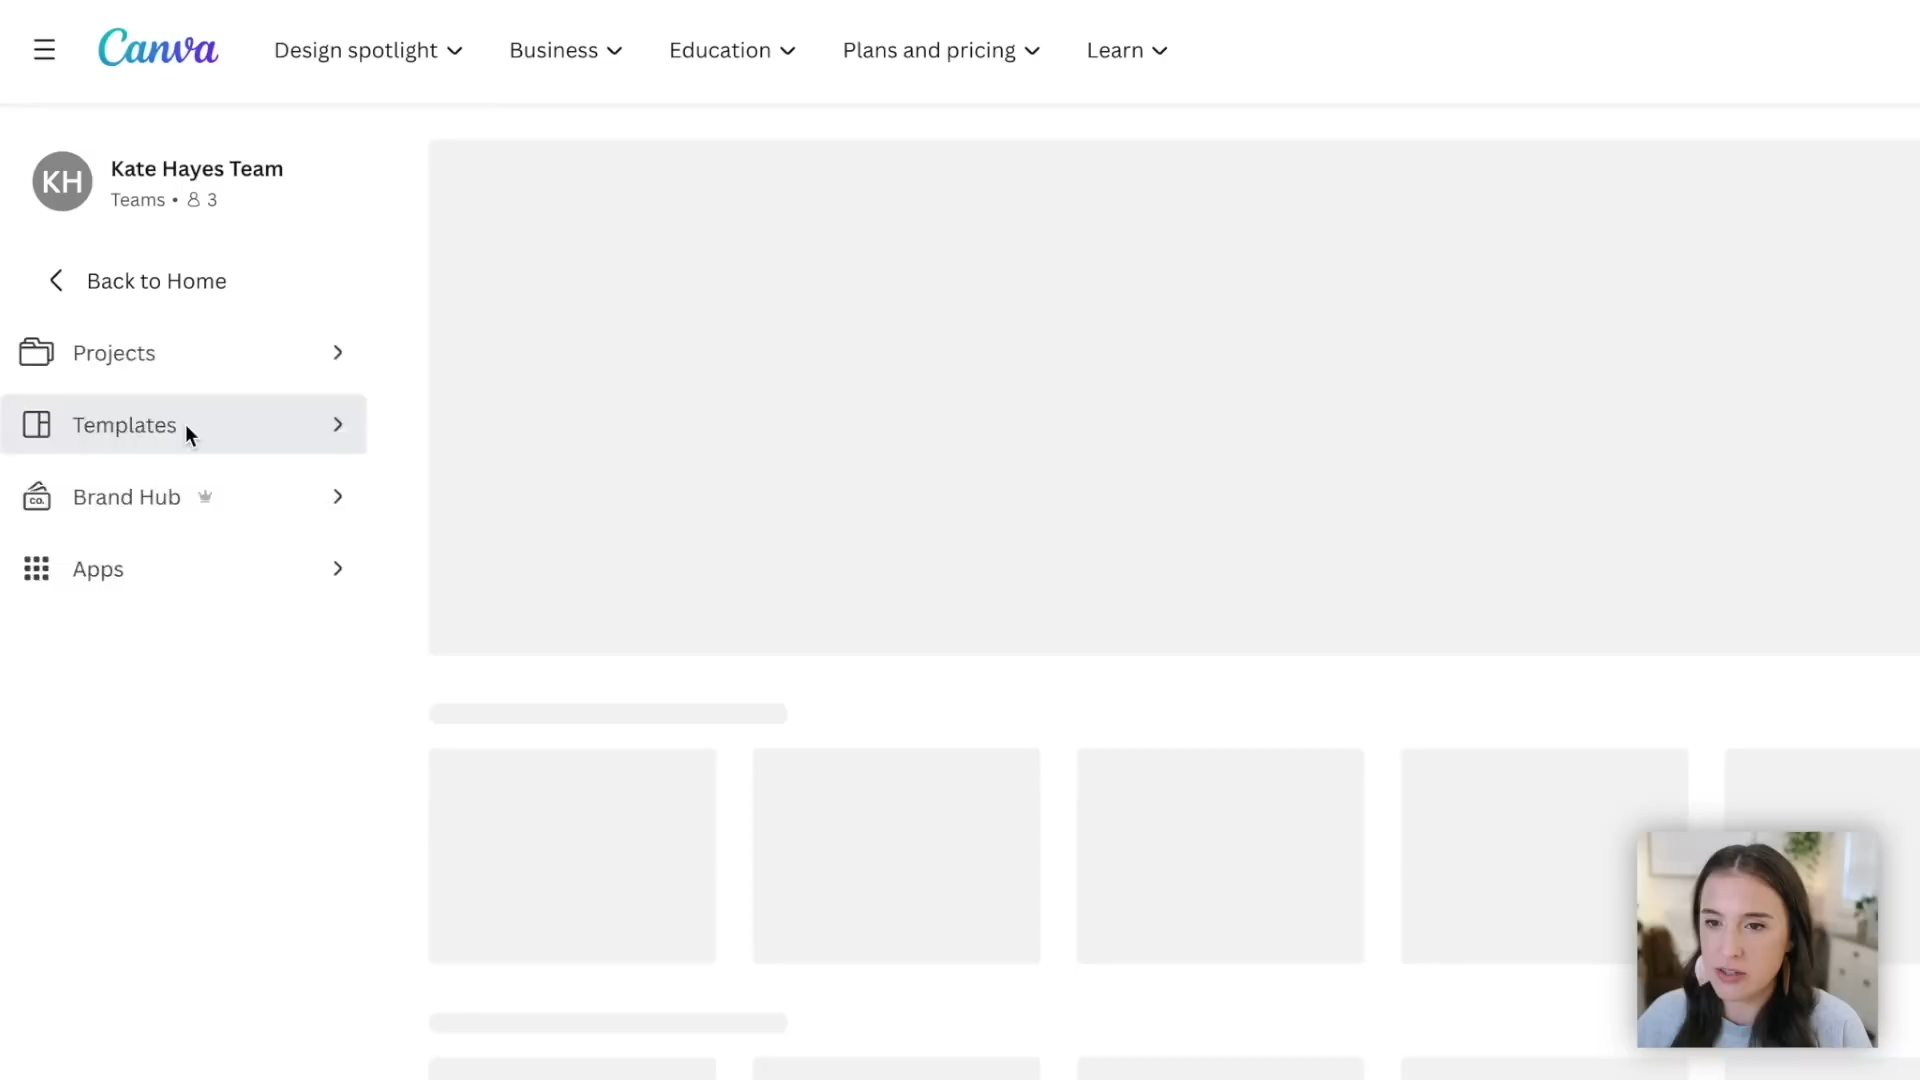 Canva
Design spotlight
Business
Education
Plans and pricing
Learn
KH
Kate Hayes Team
Teams • 3
Back to Home
Projects
Templates
CO.
Brand Hub
Apps